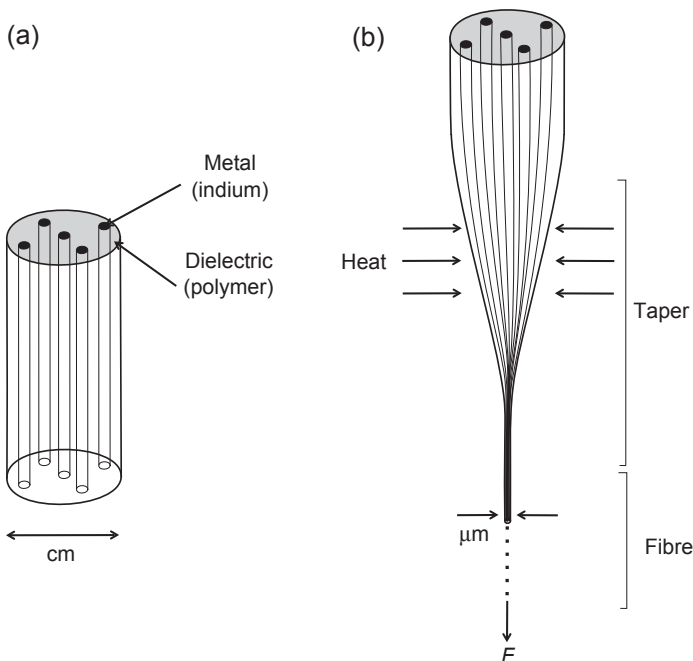 (a)
Metal
(indium)
Dielectric
(polymer)
cm
(b)
Heat
Taper
μm
Fibre
F